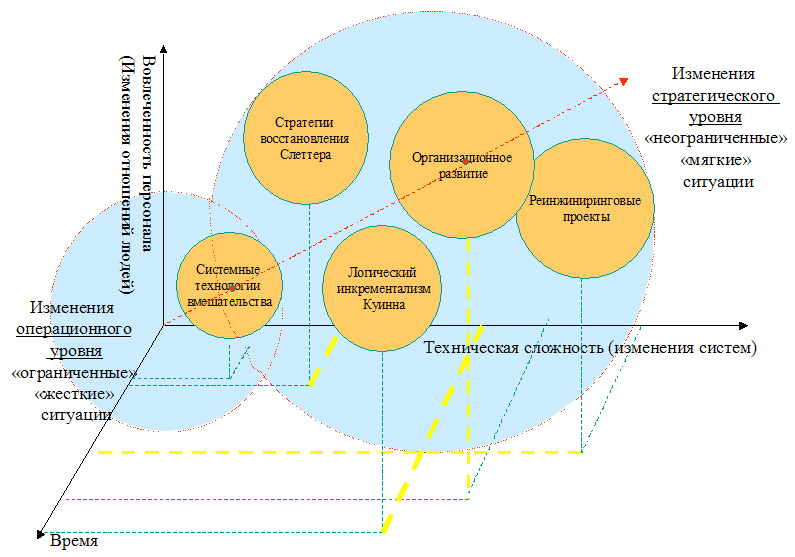 Вовлеченность персонала
(Изменения отношений людей)
Стратегии
восстановления
Слеттера
Организационное
развитие
Реинжиниринговые
проекты
Системные
технологии
вмешательства
Логический
инкрементализм
Куинна
Изменения
стратегического
уровня
«неограниченные»
«мягкие»
ситуации
Изменения
операционного
уровня
«ограниченные»
«жесткие»
ситуации
Техническая сложность (изменения систем)
Время